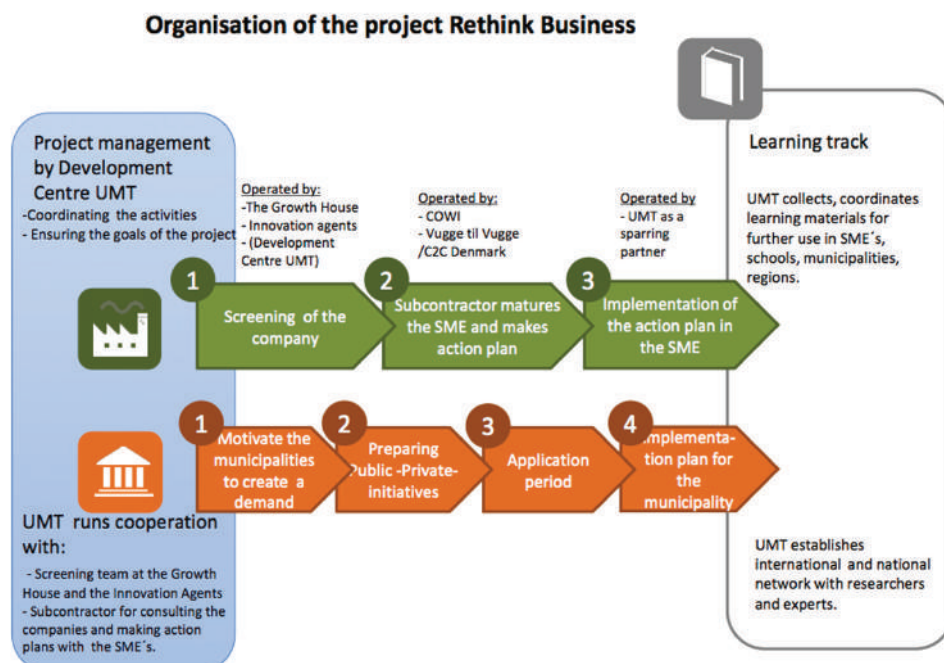 Organisation of the project Rethink Business
Project management
by Development
Centre UMT
-Coordinating the activities
- Ensuring the goals of the project
Operated by:
-The Growth House
- Innovation agents
- (Development
Centre UMT)
Operated by:
- COWI
- Vugge til Vugge
/C2C Denmark
Operated by
- UMT as a
sparring
partner
Learning track
UMT collects, coordinates
learning materials for
further use in SME´s,
schools, municipalities,
regions.
1
Screening of the
company
2
Subcontractor matures
the SME and makes
action plan
3
Implementation of
the action plan in
the SME
1
Motivate the
municipalities
to create a
demand
2
Preparing
Public -Private-
initiatives
3
Application
period
4
Implementa-
tion plan for
the
municipality
UMT runs cooperation
with:
- Screening team at the Growth
House and the Innovation Agents
- Subcontractor for consulting the
companies and making action
plans with the SME´s.
UMT establishes
international and national
network with researchers
and experts.